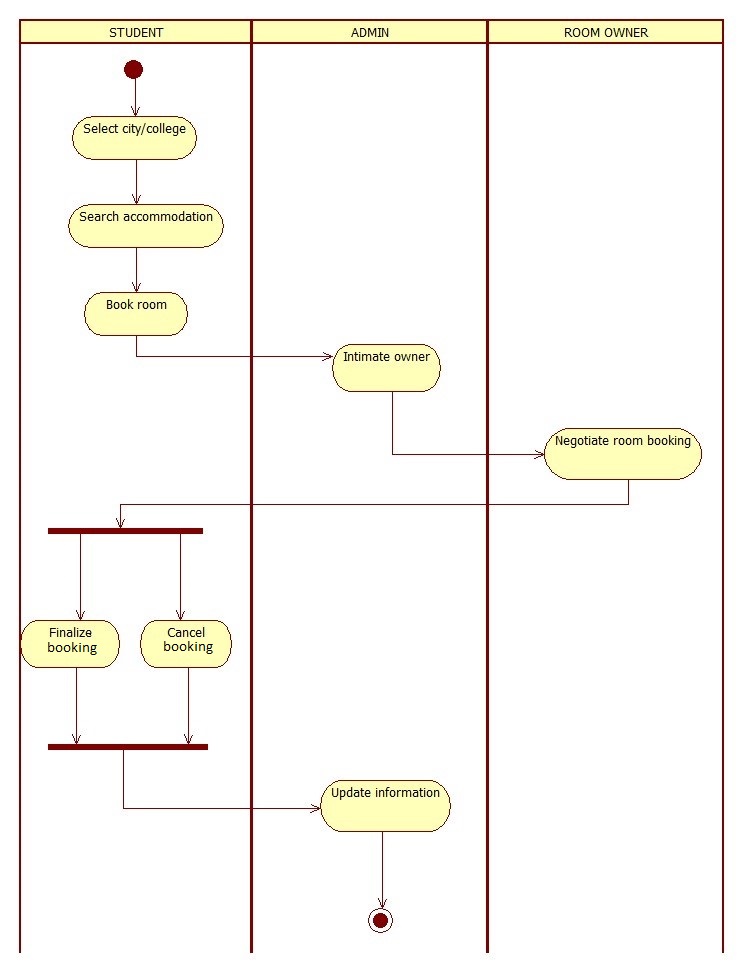 STUDENT
ADMIN
ROOM OWNER
Select city/college
Search accommodation
Book room
Intimate owner
Negotiate room booking
Finalize
booking
Cancel
booking
Update information